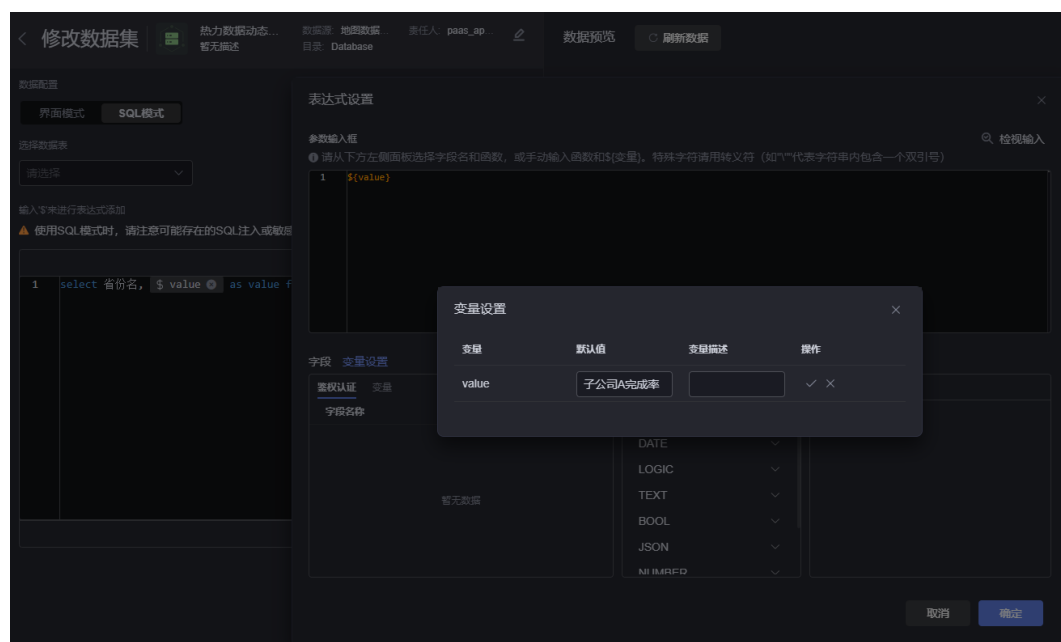 修改数据集 热力数据动态... 数据源 地图数据... 责任人: paas_ap... 数据预览 刷新数据
暂无描述 目录: Database
数据配置
界面模式 SQL模式
选择数据表
请选择
输入'$'来进行表达式添加
使用SQL模式时，请注意可能存在的SQL注入或敏感
1 select 省份名, $ value as value f
表达式设置
参数输入框 检视输入
请从下方左侧面板选择字段名和函数，或手动输入函数和${变量}。特殊字符请用转义符（如"\""代表字符串内包含一个双引号）
1 ${value}
变量设置
变量 默认值 变量描述 操作
value 子公司A完成率
字段 变量设置
鉴权认证 变量
字段名称
暂无数据
DATE
LOGIC
TEXT
BOOL
JSON
NUMBER
取消 确定